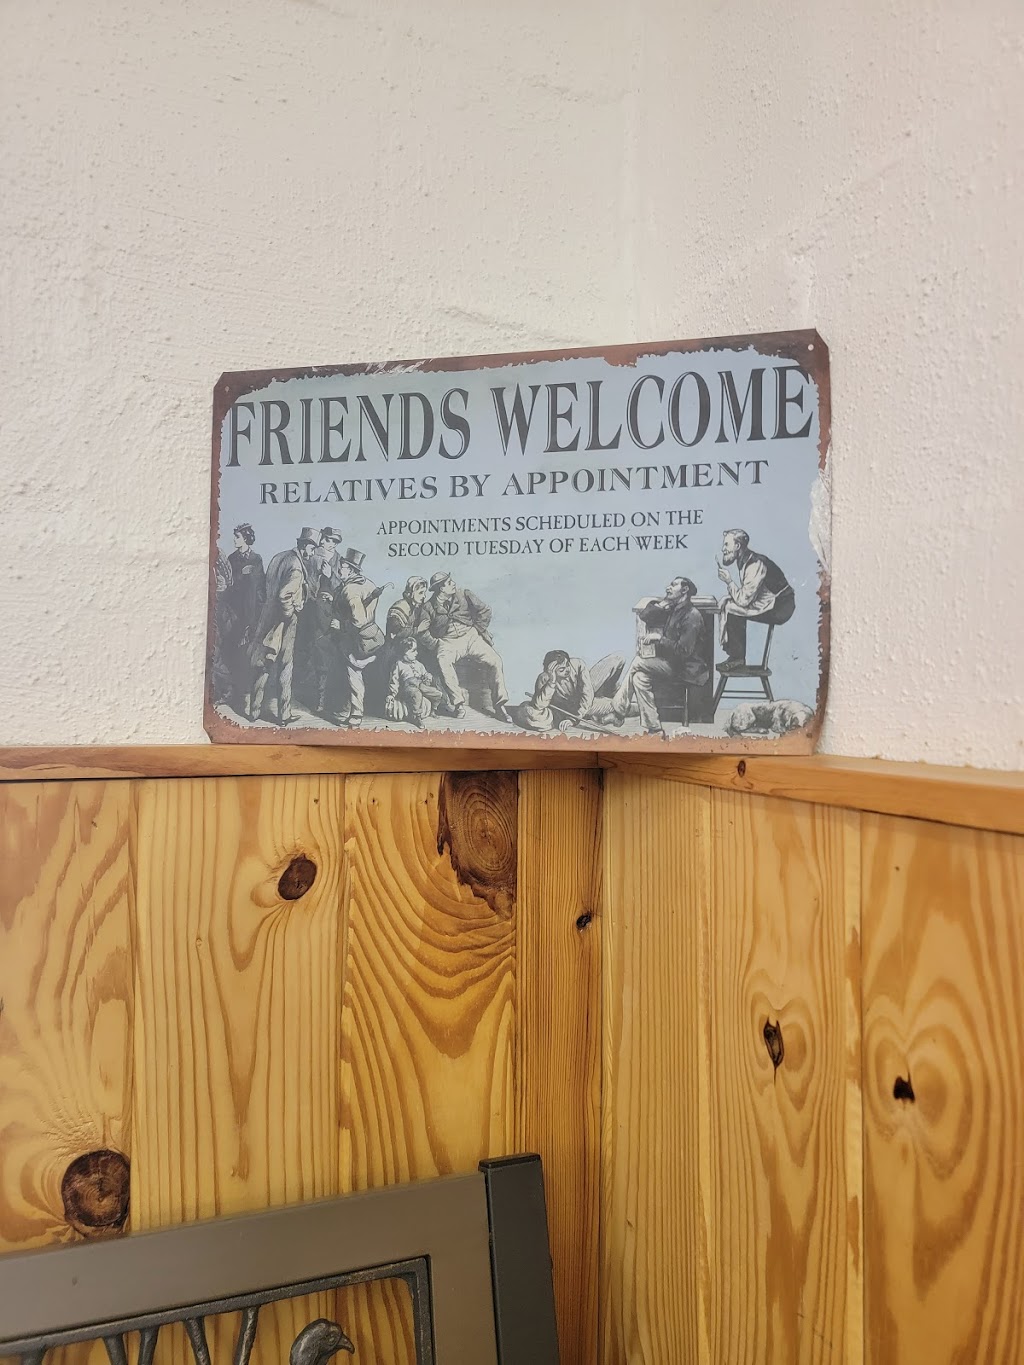 FRIENDS WELCOME
RELATIVES BY APPOINTMENT
APPOINTMENTS SCHEDULED ON THE
SECOND TUESDAY OF EACH WEEK